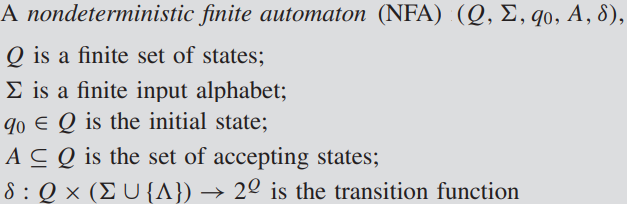 A nondeterministic finite automaton (NFA) (Q, Σ, q₀, A, δ),
Q is a finite set of states;
Σ is a finite input alphabet;
q₀ ∈ Q is the initial state;
A ⊆ Q is the set of accepting states;
δ : Q × (Σ ∪ {Λ}) → 2^Q is the transition function